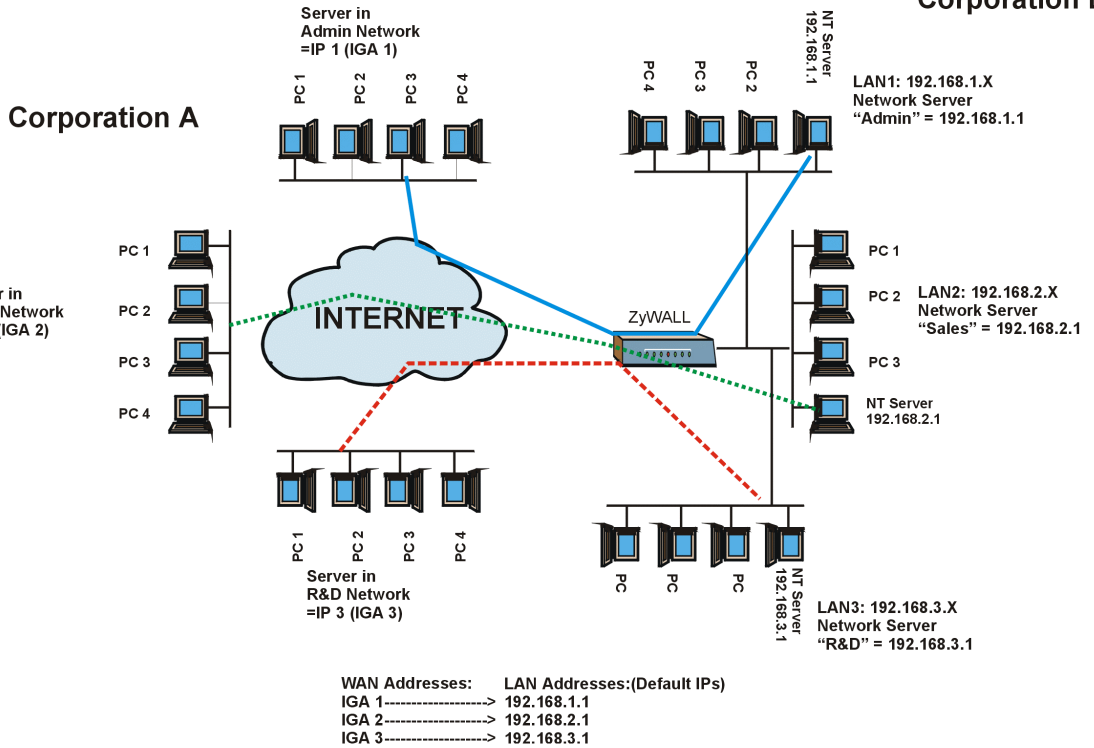 Corporation
Server in
Admin Network
=IP 1 (IGA 1)
PC 1
PC 2
PC 3
PC 4
Corporation A
PC 4
PC 3
PC 2
NT Server
192.168.1.1
LAN1: 192.168.1.X
Network Server
“Admin” = 192.168.1.1
PC 1
PC 2
PC 3
PC 4
in
Network
(IGA 2)
INTERNET
ZyWALL
PC 1
PC 2
PC 3
NT Server
192.168.2.1
LAN2: 192.168.2.X
Network Server
“Sales” = 192.168.2.1
PC 1
PC 2
PC 3
PC 4
Server in
R&D Network
=IP 3 (IGA 3)
PC
PC
PC
NT Server
192.168.3.1
LAN3: 192.168.3.X
Network Server
“R&D” = 192.168.3.1
WAN Addresses: LAN Addresses:(Default IPs)
IGA 1-------------------> 192.168.1.1
IGA 2-------------------> 192.168.2.1
IGA 3-------------------> 192.168.3.1